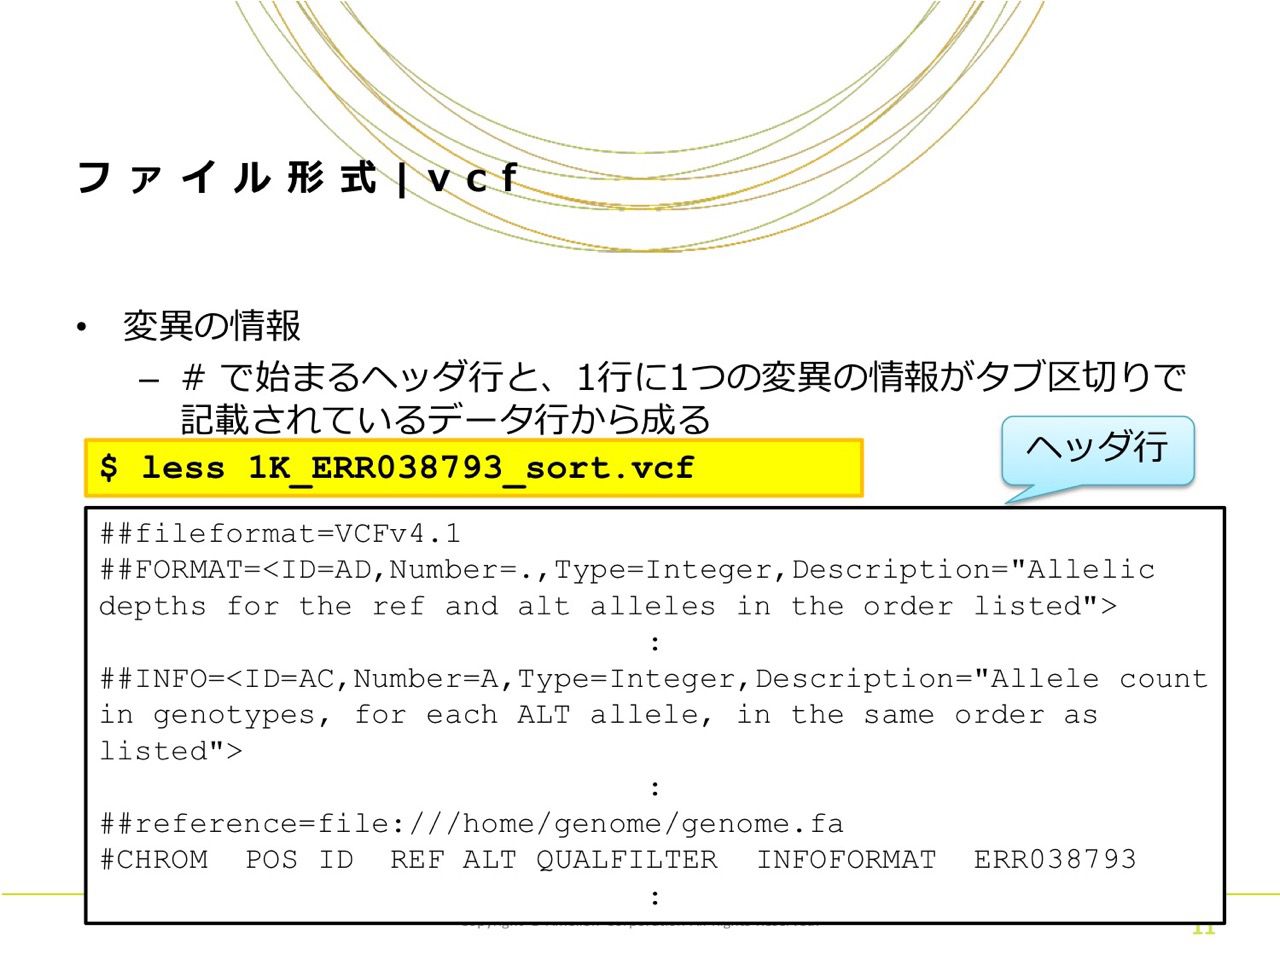 ファイル形式|vcf
• 変異の情報
– # で始まるヘッダ行と、1行に1つの変異の情報がタブ区切りで
記載されているデータ行から成る
ヘッダ行
$ less 1K_ERR038793_sort.vcf
##fileformat=VCFv4.1
##FORMAT=<ID=AD,Number=.,Type=Integer,Description="Allelic
depths for the ref and alt alleles in the order listed">
:
##INFO=<ID=AC,Number=A,Type=Integer,Description="Allele count
in genotypes, for each ALT allele, in the same order as
listed">
:
##reference=file:///home/genome/genome.fa
#CHROM POS ID REF ALT QUALFILTER INFOFORMAT ERR038793
:
11